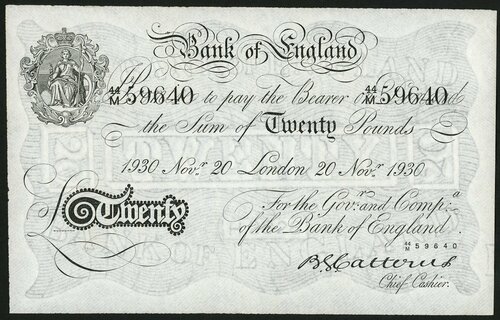 Bank of England
I Promise to pay the Bearer on Demand
44/M 59640 44/M 59640
the Sum of Twenty Pounds
1930 Nov.r 20 London 20 Nov.r 1930
For the Gov.r and Comp.a
of the Bank of England.
£ Twenty
44/M 59640
B.G. Catterns
Chief Cashier.